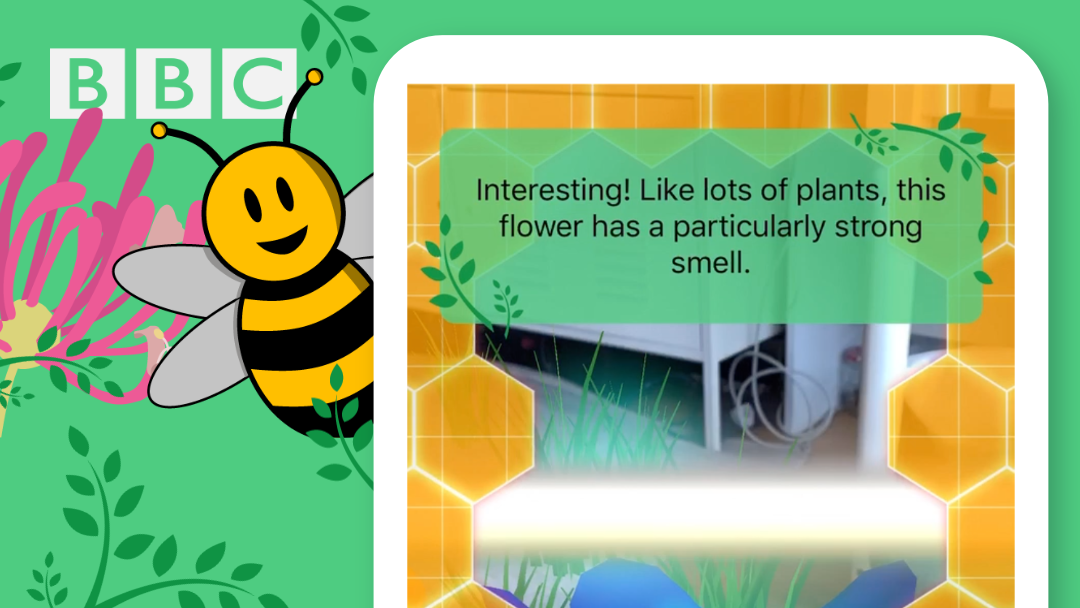 BBC
Interesting! Like lots of plants, this
flower has a particularly strong
smell.